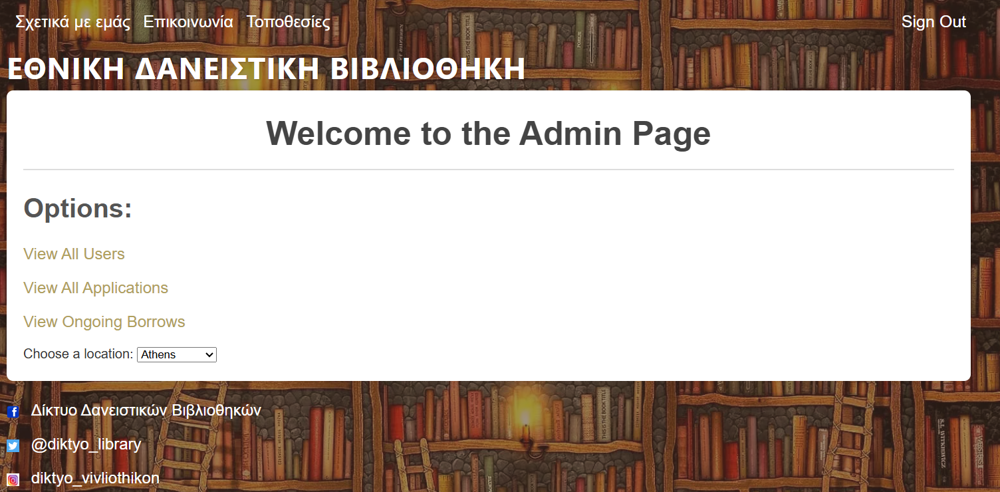 Σχετικά με εμάς Επικοινωνία Τοποθεσίες Sign Out
ΕΘΝΙΚΗ ΔΑΝΕΙΣΤΙΚΗ ΒΙΒΛΙΟΘΗΚΗ
Welcome to the Admin Page
Options:
View All Users
View All Applications
View Ongoing Borrows
Choose a location: Athens
Δίκτυο Δανειστικών Βιβλιοθηκών
@diktyo_library
diktyo_vivliothikon